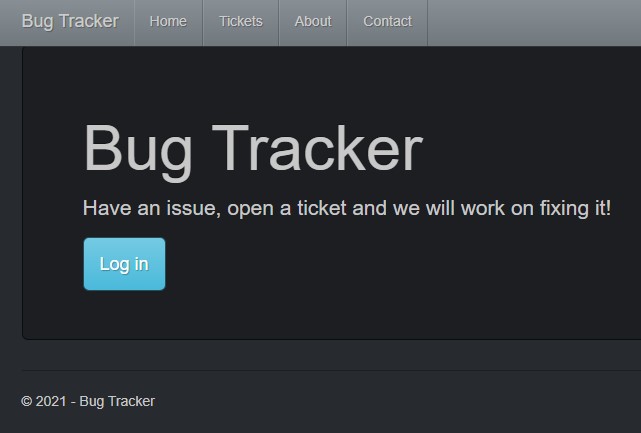 Bug Tracker Home Tickets About Contact
Bug Tracker
Have an issue, open a ticket and we will work on fixing it!
Log in
© 2021 - Bug Tracker